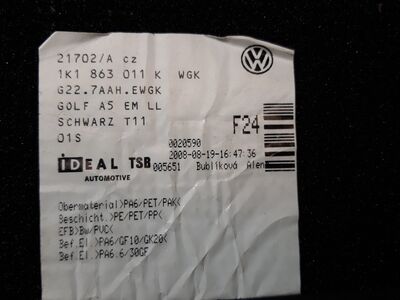 21702/A cz
1K1 863 011 K WGK
G22.7AAH.EWGK
GOLF A5 EM LL
SCHWARZ T11
01S
F24
IDEAL TSB
AUTOMOTIVE
0020590
2008-08-19-16:47:36
005651 Bublíková Alen
Obermaterial>PA6/PET/PAK<
Beschicht.>PE/PET/PP<
EFB>Bw/PVC<
Bef.El.>PA6/GF10/GK20<
Bef.El.>PA6.6/30GF